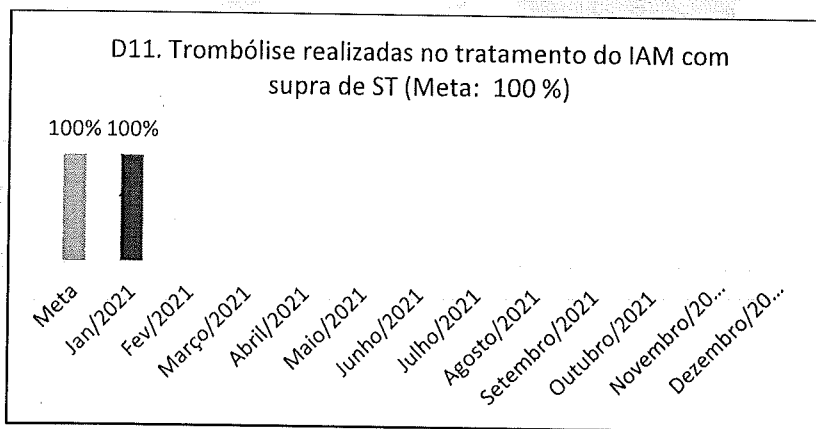 D11. Trombólise realizadas no tratamento do IAM com
supra de ST (Meta: 100 %)
100% 100%
Meta
Jan/2021
Fev/2021
Março/2021
Abril/2021
Maio/2021
Junho/2021
Julho/2021
Agosto/2021
Setembro/2021
Outubro/2021
Novembro/20...
Dezembro/20...